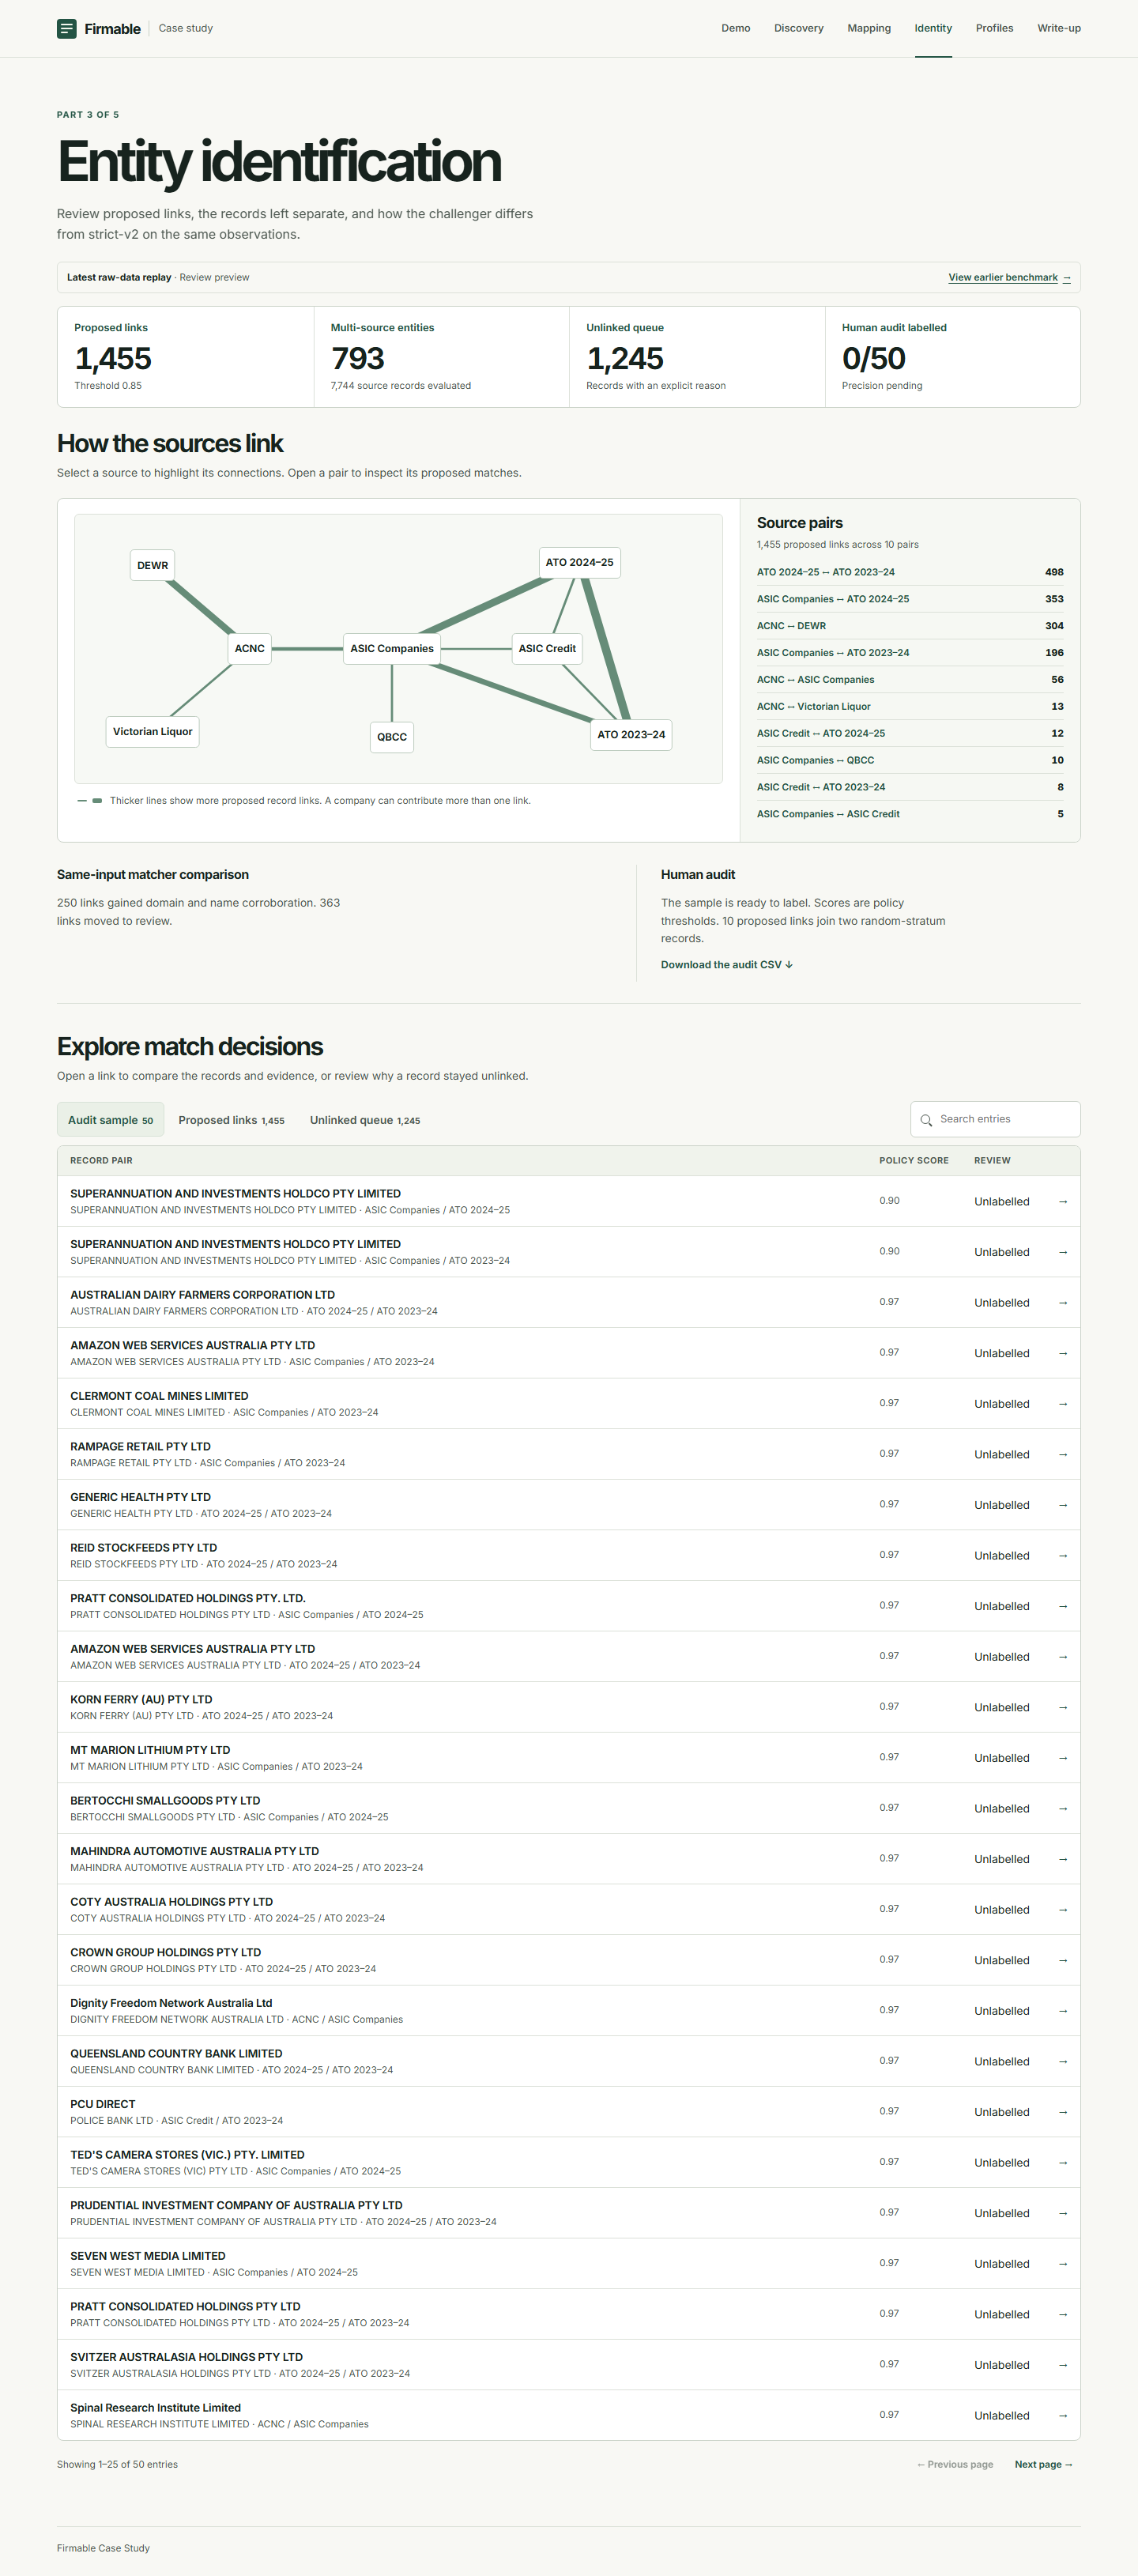 Firmable
Case study
Demo
Discovery
Mapping
Identity
Profiles
Write-up
PART 3 OF 5
Entity identification
Review proposed links, the records left separate, and how the challenger differs
from strict-v2 on the same observations.
Latest raw-data replay · Review preview
View earlier benchmark →
Proposed links
1,455
Threshold 0.85
Multi-source entities
793
7,744 source records evaluated
Unlinked queue
1,245
Records with an explicit reason
Human audit labelled
0/50
Precision pending
How the sources link
Select a source to highlight its connections. Open a pair to inspect its proposed matches.
DEWR
ATO 2024–25
ACNC
ASIC Companies
ASIC Credit
Victorian Liquor
QBCC
ATO 2023–24
Thicker lines show more proposed record links. A company can contribute more than one link.
Source pairs
1,455 proposed links across 10 pairs
ATO 2024–25 ↔ ATO 2023–24 498
ASIC Companies ↔ ATO 2024–25 353
ACNC ↔ DEWR 304
ASIC Companies ↔ ATO 2023–24 196
ACNC ↔ ASIC Companies 56
ACNC ↔ Victorian Liquor 13
ASIC Credit ↔ ATO 2024–25 12
ASIC Companies ↔ QBCC 10
ASIC Credit ↔ ATO 2023–24 8
ASIC Companies ↔ ASIC Credit 5
Same-input matcher comparison
250 links gained domain and name corroboration. 363
links moved to review.
Human audit
The sample is ready to label. Scores are policy
thresholds. 10 proposed links join two random-stratum
records.
Download the audit CSV ↓
Explore match decisions
Open a link to compare the records and evidence, or review why a record stayed unlinked.
Audit sample 50
Proposed links 1,455
Unlinked queue 1,245
Search entries
RECORD PAIR POLICY SCORE REVIEW
SUPERANNUATION AND INVESTMENTS HOLDCO PTY LIMITED
SUPERANNUATION AND INVESTMENTS HOLDCO PTY LIMITED · ASIC Companies / ATO 2024–25
0.90 Unlabelled →
SUPERANNUATION AND INVESTMENTS HOLDCO PTY LIMITED
SUPERANNUATION AND INVESTMENTS HOLDCO PTY LIMITED · ASIC Companies / ATO 2023–24
0.90 Unlabelled →
AUSTRALIAN DAIRY FARMERS CORPORATION LTD
AUSTRALIAN DAIRY FARMERS CORPORATION LTD · ATO 2024–25 / ATO 2023–24
0.97 Unlabelled →
AMAZON WEB SERVICES AUSTRALIA PTY LTD
AMAZON WEB SERVICES AUSTRALIA PTY LTD · ASIC Companies / ATO 2023–24
0.97 Unlabelled →
CLERMONT COAL MINES LIMITED
CLERMONT COAL MINES LIMITED · ASIC Companies / ATO 2023–24
0.97 Unlabelled →
RAMPAGE RETAIL PTY LTD
RAMPAGE RETAIL PTY LTD · ASIC Companies / ATO 2023–24
0.97 Unlabelled →
GENERIC HEALTH PTY LTD
GENERIC HEALTH PTY LTD · ATO 2024–25 / ATO 2023–24
0.97 Unlabelled →
REID STOCKFEEDS PTY LTD
REID STOCKFEEDS PTY LTD · ATO 2024–25 / ATO 2023–24
0.97 Unlabelled →
PRATT CONSOLIDATED HOLDINGS PTY. LTD.
PRATT CONSOLIDATED HOLDINGS PTY LTD · ASIC Companies / ATO 2024–25
0.97 Unlabelled →
AMAZON WEB SERVICES AUSTRALIA PTY LTD
AMAZON WEB SERVICES AUSTRALIA PTY LTD · ATO 2024–25 / ATO 2023–24
0.97 Unlabelled →
KORN FERRY (AU) PTY LTD
KORN FERRY (AU) PTY LTD · ATO 2024–25 / ATO 2023–24
0.97 Unlabelled →
MT MARION LITHIUM PTY LTD
MT MARION LITHIUM PTY LTD · ASIC Companies / ATO 2023–24
0.97 Unlabelled →
BERTOCCHI SMALLGOODS PTY LTD
BERTOCCHI SMALLGOODS PTY LTD · ASIC Companies / ATO 2024–25
0.97 Unlabelled →
MAHINDRA AUTOMOTIVE AUSTRALIA PTY LTD
MAHINDRA AUTOMOTIVE AUSTRALIA PTY LTD · ATO 2024–25 / ATO 2023–24
0.97 Unlabelled →
COTY AUSTRALIA HOLDINGS PTY LTD
COTY AUSTRALIA HOLDINGS PTY LTD · ATO 2024–25 / ATO 2023–24
0.97 Unlabelled →
CROWN GROUP HOLDINGS PTY LTD
CROWN GROUP HOLDINGS PTY LTD · ATO 2024–25 / ATO 2023–24
0.97 Unlabelled →
Dignity Freedom Network Australia Ltd
DIGNITY FREEDOM NETWORK AUSTRALIA LTD · ACNC / ASIC Companies
0.97 Unlabelled →
QUEENSLAND COUNTRY BANK LIMITED
QUEENSLAND COUNTRY BANK LIMITED · ATO 2024–25 / ATO 2023–24
0.97 Unlabelled →
PCU DIRECT
POLICE BANK LTD · ASIC Credit / ATO 2023–24
0.97 Unlabelled →
TED'S CAMERA STORES (VIC.) PTY. LIMITED
TED'S CAMERA STORES (VIC) PTY LTD · ASIC Companies / ATO 2024–25
0.97 Unlabelled →
PRUDENTIAL INVESTMENT COMPANY OF AUSTRALIA PTY LTD
PRUDENTIAL INVESTMENT COMPANY OF AUSTRALIA PTY LTD · ATO 2024–25 / ATO 2023–24
0.97 Unlabelled →
SEVEN WEST MEDIA LIMITED
SEVEN WEST MEDIA LIMITED · ASIC Companies / ATO 2024–25
0.97 Unlabelled →
PRATT CONSOLIDATED HOLDINGS PTY LTD
PRATT CONSOLIDATED HOLDINGS PTY LTD · ATO 2024–25 / ATO 2023–24
0.97 Unlabelled →
SVITZER AUSTRALASIA HOLDINGS PTY LTD
SVITZER AUSTRALASIA HOLDINGS PTY LTD · ATO 2024–25 / ATO 2023–24
0.97 Unlabelled →
Spinal Research Institute Limited
SPINAL RESEARCH INSTITUTE LIMITED · ACNC / ASIC Companies
0.97 Unlabelled →
Showing 1–25 of 50 entries
← Previous page
Next page →
Firmable Case Study